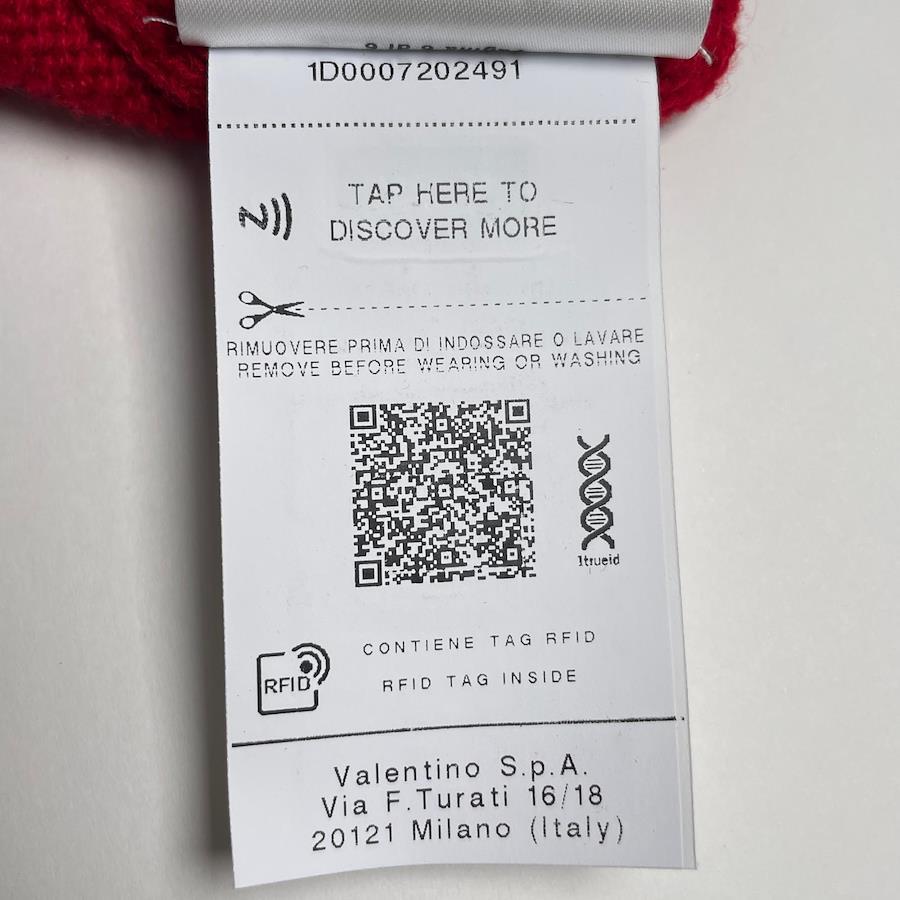 1D0007202491
TAP HERE TO
DISCOVER MORE
RIMUOVERE PRIMA DI INDOSSARE O LAVARE
REMOVE BEFORE WEARING OR WASHING
1trueid
CONTIENE TAG RFID
RFID
RFID TAG INSIDE
Valentino S.p.A.
Via F.Turati 16/18
20121 Milano (Italy)